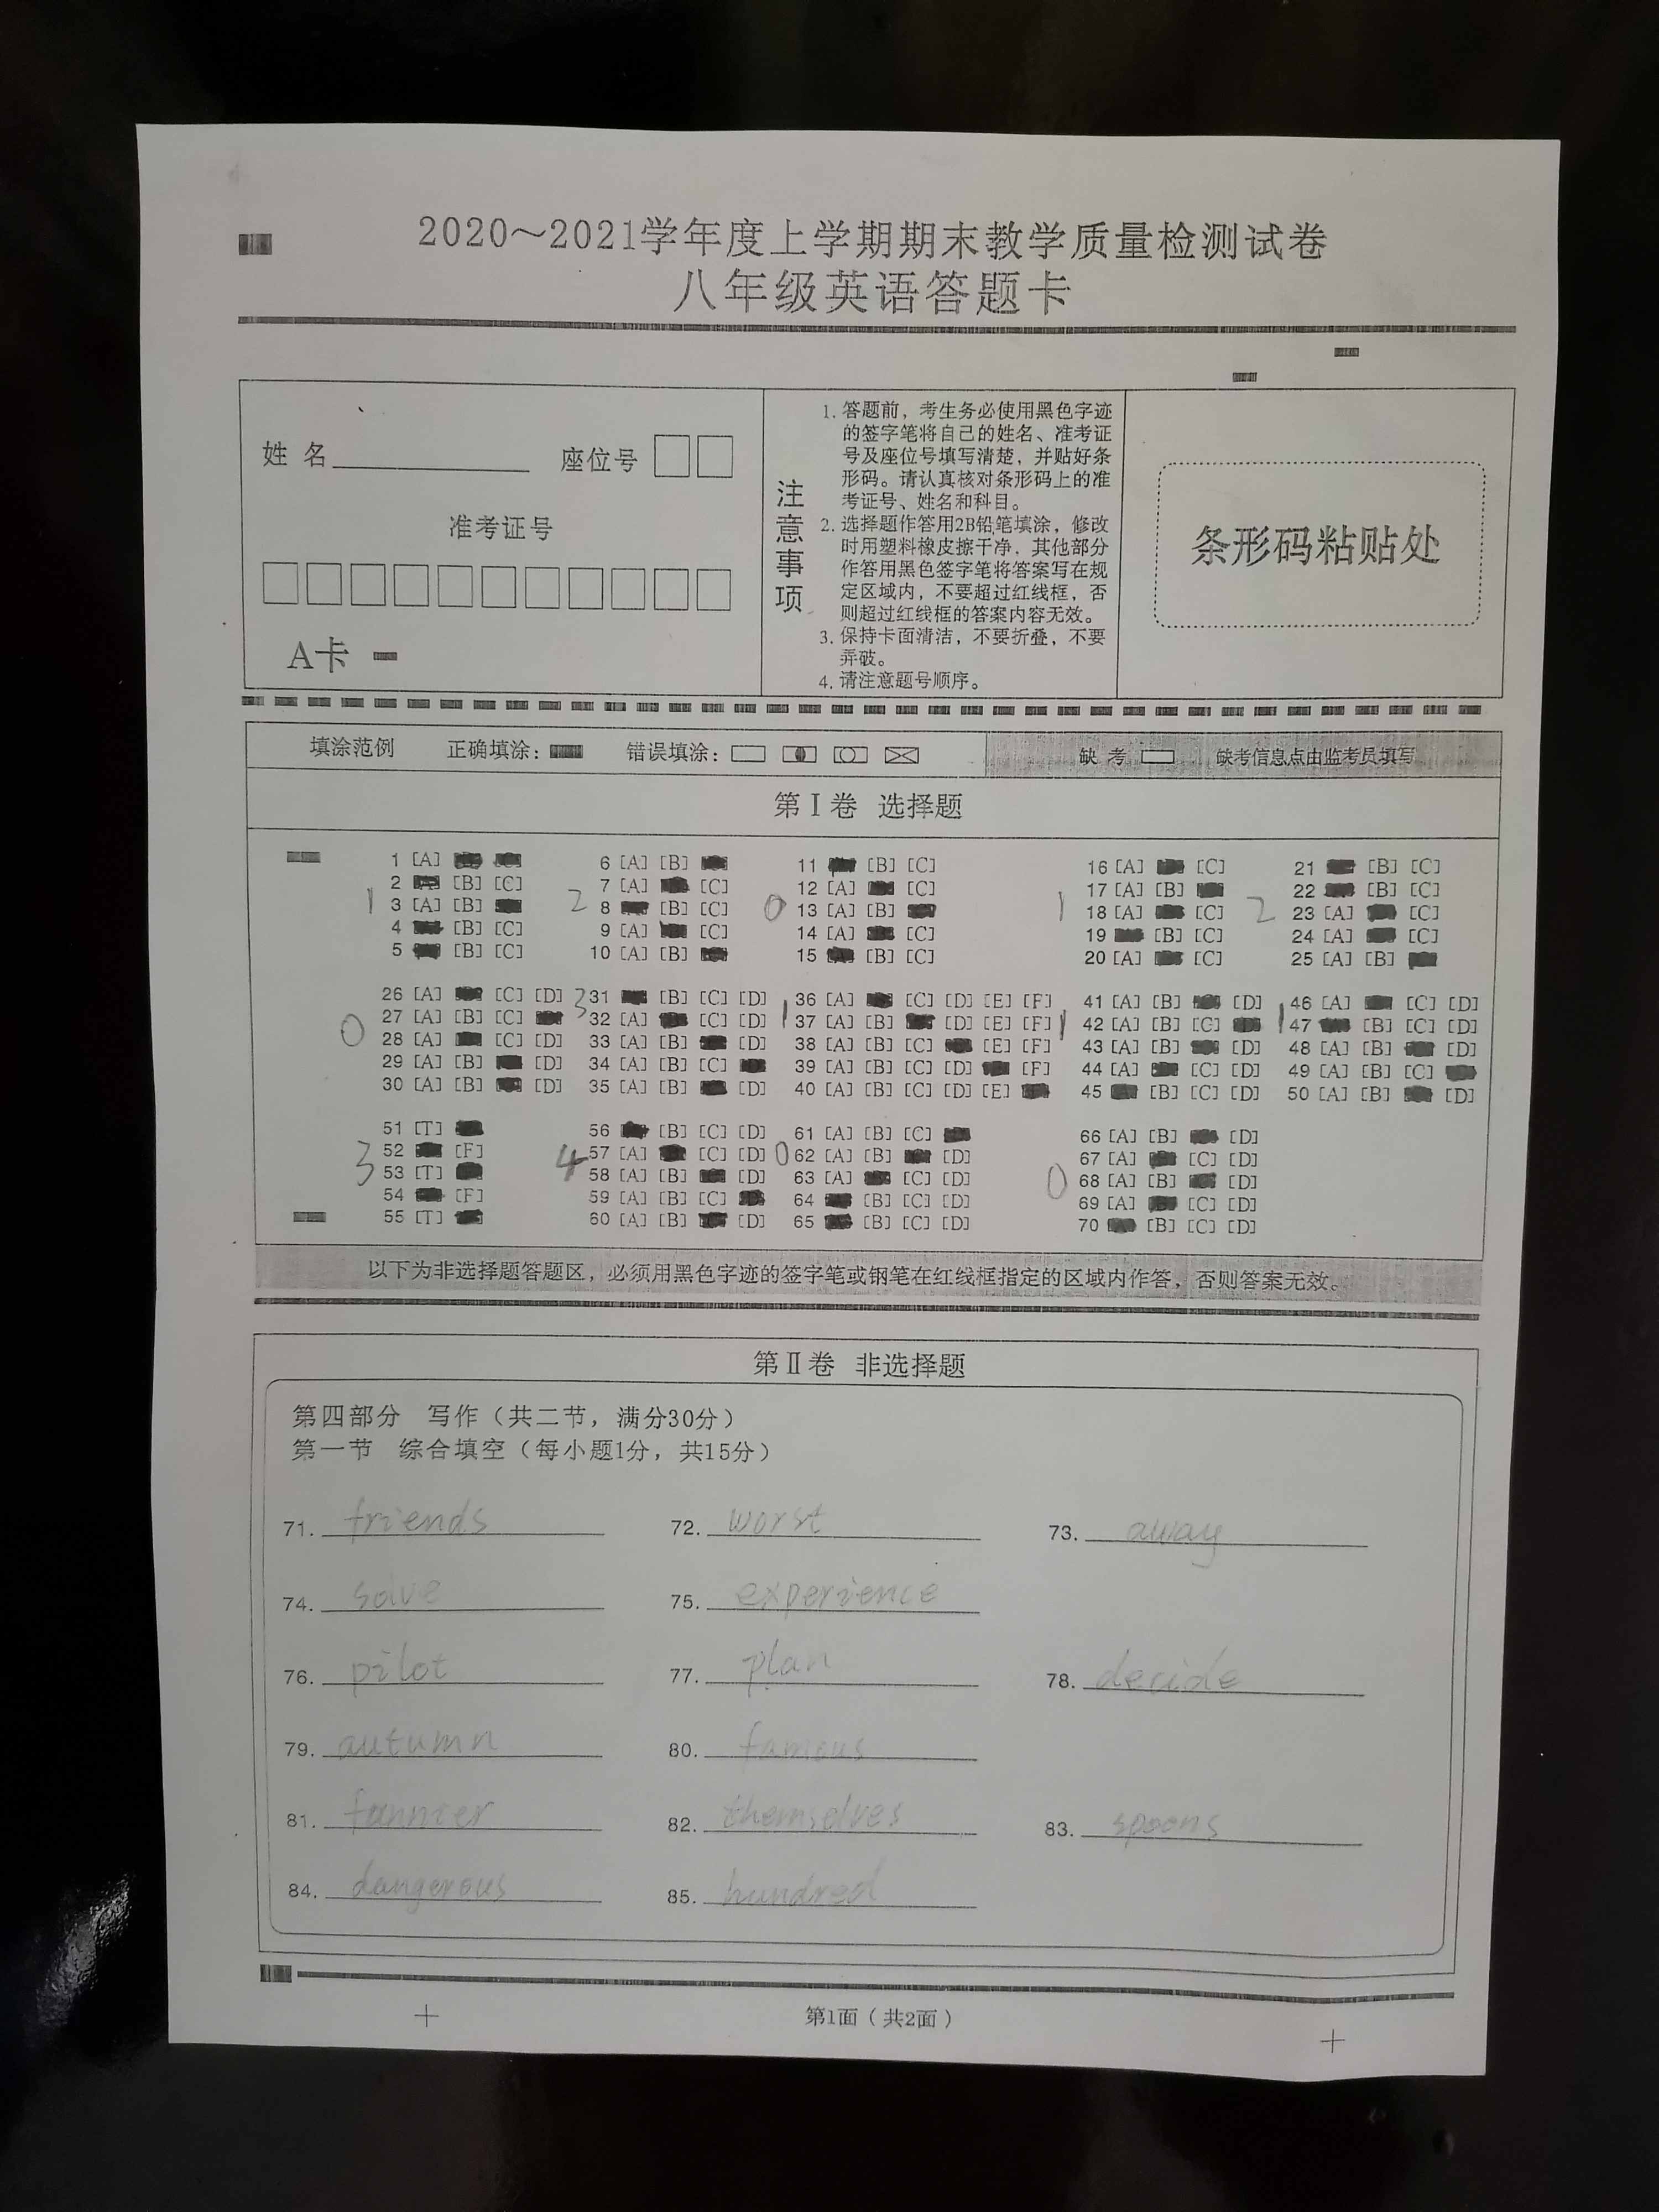 2020～2021学年度上学期期末教学质量检测试卷
八年级英语答题卡
姓 名
座位号
准考证号
A卡
注意事项
1. 答题前，考生务必使用黑色字迹
的签字笔将自己的姓名、准考证
号及座位号填写清楚，并贴好条
形码。请认真核对条形码上的准
考证号、姓名和科目。
2. 选择题作答用2B铅笔填涂，修改
时用塑料橡皮擦干净，其他部分
作答用黑色签字笔将答案写在规
定区域内，不要超过红线框，否
则超过红线框的答案内容无效。
3. 保持卡面清洁，不要折叠，不要
弄破。
4. 请注意题号顺序。
条形码粘贴处
填涂范例 正确填涂： 错误填涂： 缺 考 缺考信息点由监考员填写
第Ⅰ卷 选择题
1 [A] 6 [A] [B] 11 [B] [C] 16 [A] [C] 21 [B] [C]
2 [B] [C] 7 [A] [C] 12 [A] [C] 17 [A] [B] 22 [B] [C]
1 3 [A] [B] 2 8 [B] [C] 0 13 [A] [B] 1 18 [A] [C] 2 23 [A] [C]
4 [B] [C] 9 [A] [C] 14 [A] [C] 19 [B] [C] 24 [A] [C]
5 [B] [C] 10 [A] [B] 15 [B] [C] 20 [A] [C] 25 [A] [B]
26 [A] [C] [D] 3 31 [B] [C] [D] 36 [A] [C] [D] [E] [F] 41 [A] [B] [D] 46 [A] [C] [D]
27 [A] [B] [C] 32 [A] [C] [D] 1 37 [A] [B] [D] [E] [F] 1 42 [A] [B] [C] 1 47 [B] [C] [D]
0 28 [A] [C] [D] 33 [A] [B] [D] 38 [A] [B] [C] [E] [F] 43 [A] [B] [D] 48 [A] [B] [D]
29 [A] [B] [D] 34 [A] [B] [C] 39 [A] [B] [C] [D] [F] 44 [A] [C] [D] 49 [A] [B] [C]
30 [A] [B] [D] 35 [A] [B] [D] 40 [A] [B] [C] [D] [E] 45 [B] [C] [D] 50 [A] [B] [D]
51 [T] 56 [B] [C] [D] 61 [A] [B] [C] 66 [A] [B] [D]
52 [F] 4 57 [A] [C] [D] 0 62 [A] [B] [D] 67 [A] [C] [D]
3 53 [T] 58 [A] [B] [D] 63 [A] [C] [D] 0 68 [A] [B] [D]
54 [F] 59 [A] [B] [C] 64 [B] [C] [D] 69 [A] [C] [D]
55 [T] 60 [A] [B] [D] 65 [B] [C] [D] 70 [B] [C] [D]
以下为非选择题答题区，必须用黑色字迹的签字笔或钢笔在红线框指定的区域内作答，否则答案无效。
第Ⅱ卷 非选择题
第四部分 写作（共二节，满分30分）
第一节 综合填空（每小题1分，共15分）
71. friends 72. worst 73. away
74. solve 75. experience
76. pilot 77. plan 78. decide
79. autumn 80. famous
81. funnier 82. themselves 83. spoons
84. dangerous 85. hundred
第1面（共2面）